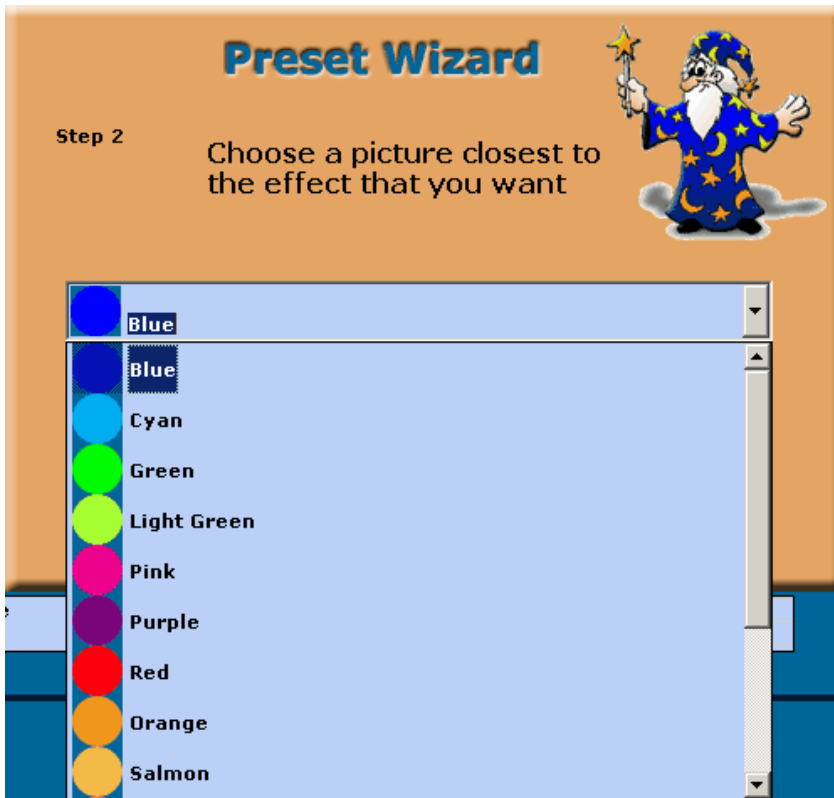 Preset Wizard
Step 2
Choose a picture closest to
the effect that you want
Blue
Blue
Cyan
Green
Light Green
Pink
Purple
Red
Orange
Salmon